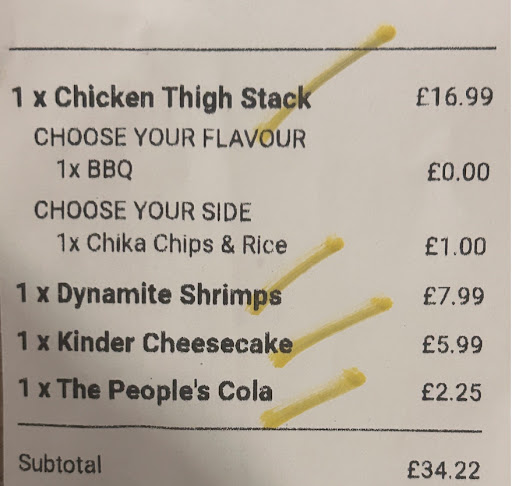 1 x Chicken Thigh Stack £16.99
CHOOSE YOUR FLAVOUR
1x BBQ £0.00
CHOOSE YOUR SIDE
1x Chika Chips & Rice £1.00
1 x Dynamite Shrimps £7.99
1 x Kinder Cheesecake £5.99
1 x The People's Cola £2.25
Subtotal £34.22